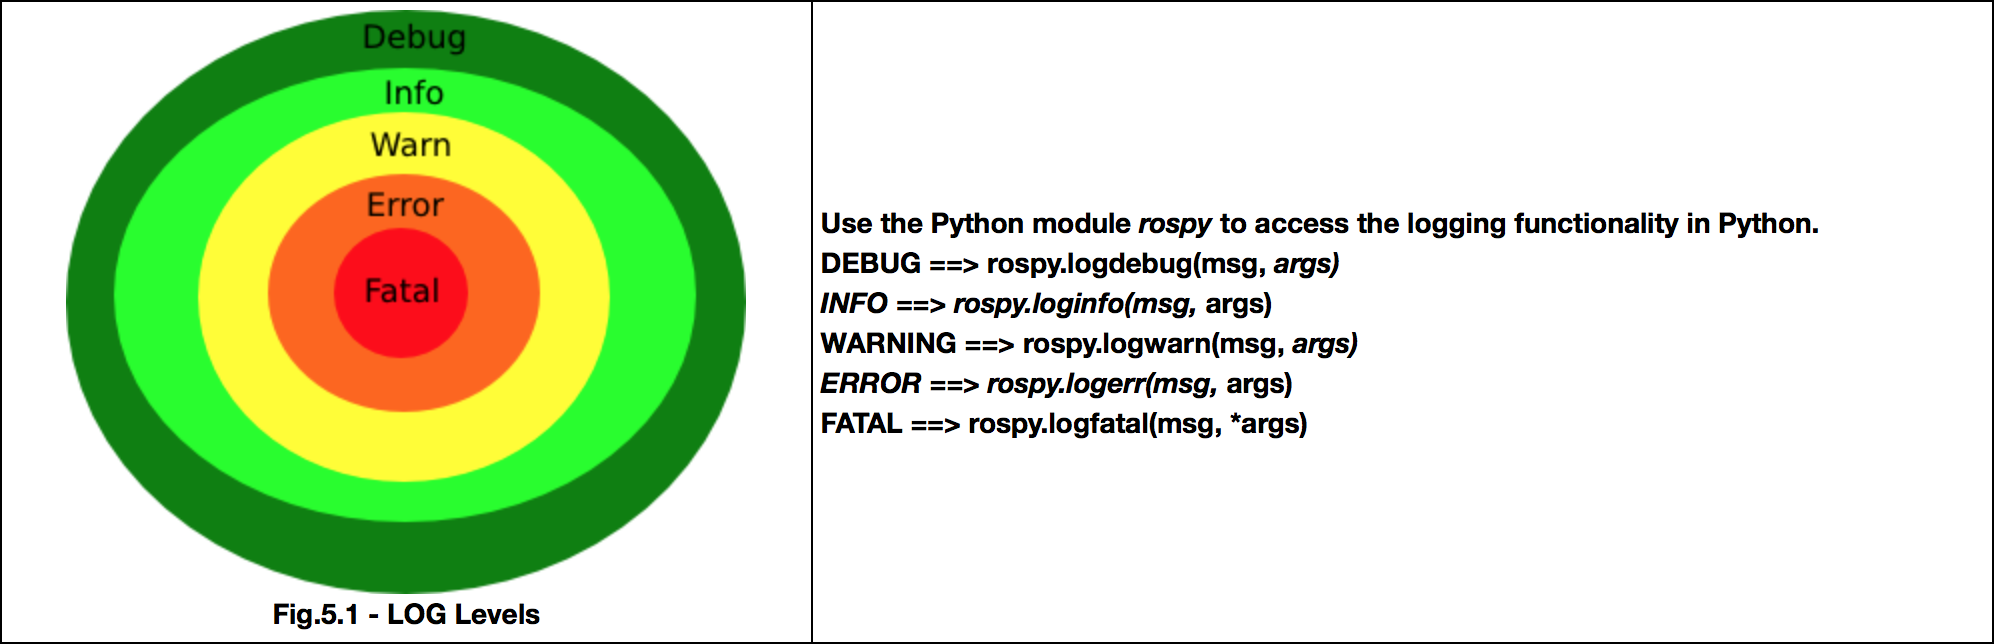 Debug
Info
Warn
Error
Fatal
Fig.5.1 - LOG Levels
Use the Python module rospy to access the logging functionality in Python.
DEBUG ==> rospy.logdebug(msg, args)
INFO ==> rospy.loginfo(msg, args)
WARNING ==> rospy.logwarn(msg, args)
ERROR ==> rospy.logerr(msg, args)
FATAL ==> rospy.logfatal(msg, *args)